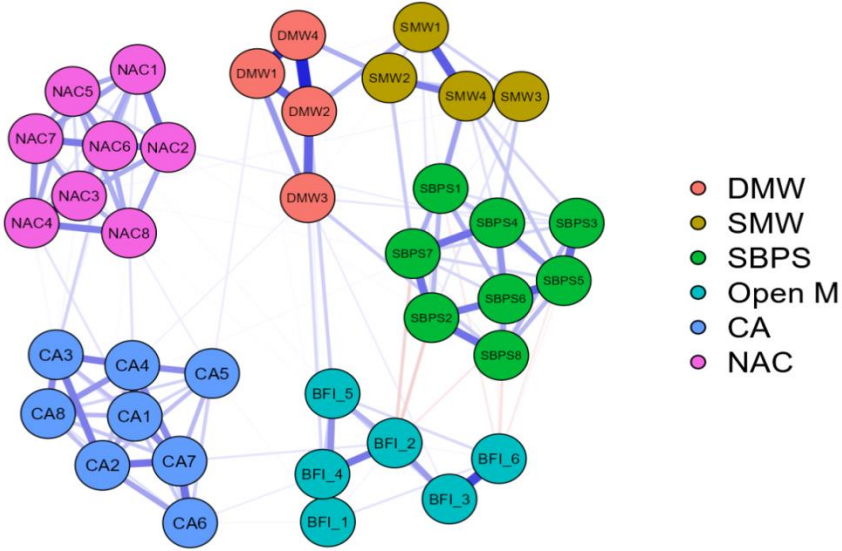 DMW4
SMW1
DMW1
SMW2
DMW2
SMW4
SMW3
NAC1
NAC5
NAC7
NAC6
NAC2
NAC3
NAC4
NAC8
DMW3
SBPS1
SBPS4
SBPS3
SBPS7
SBPS5
SBPS6
SBPS2
SBPS8
CA3
CA4
CA5
CA8
CA1
CA2
CA7
CA6
BFI_5
BFI_2
BFI_6
BFI_4
BFI_3
BFI_1
DMW
SMW
SBPS
Open M
CA
NAC